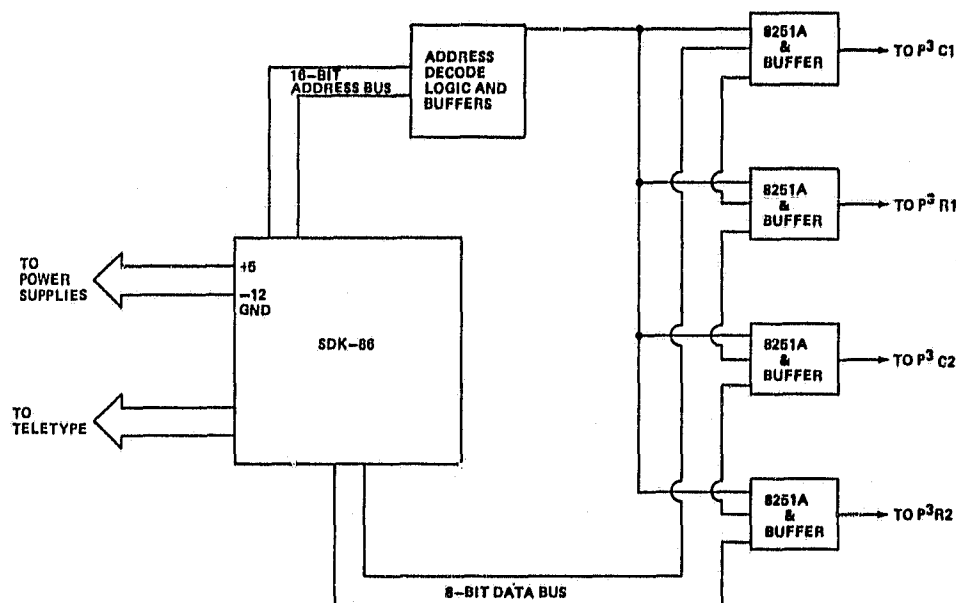 ADDRESS
DECODE
LOGIC AND
BUFFERS
16-BIT
ADDRESS BUS
8251A
&
BUFFER
TO P³ C1
8251A
&
BUFFER
TO P³ R1
TO
POWER
SUPPLIES
+5
-12
GND
SDK-86
8251A
&
BUFFER
TO P³ C2
TO
TELETYPE
8251A
&
BUFFER
TO P³R2
8-BIT DATA BUS